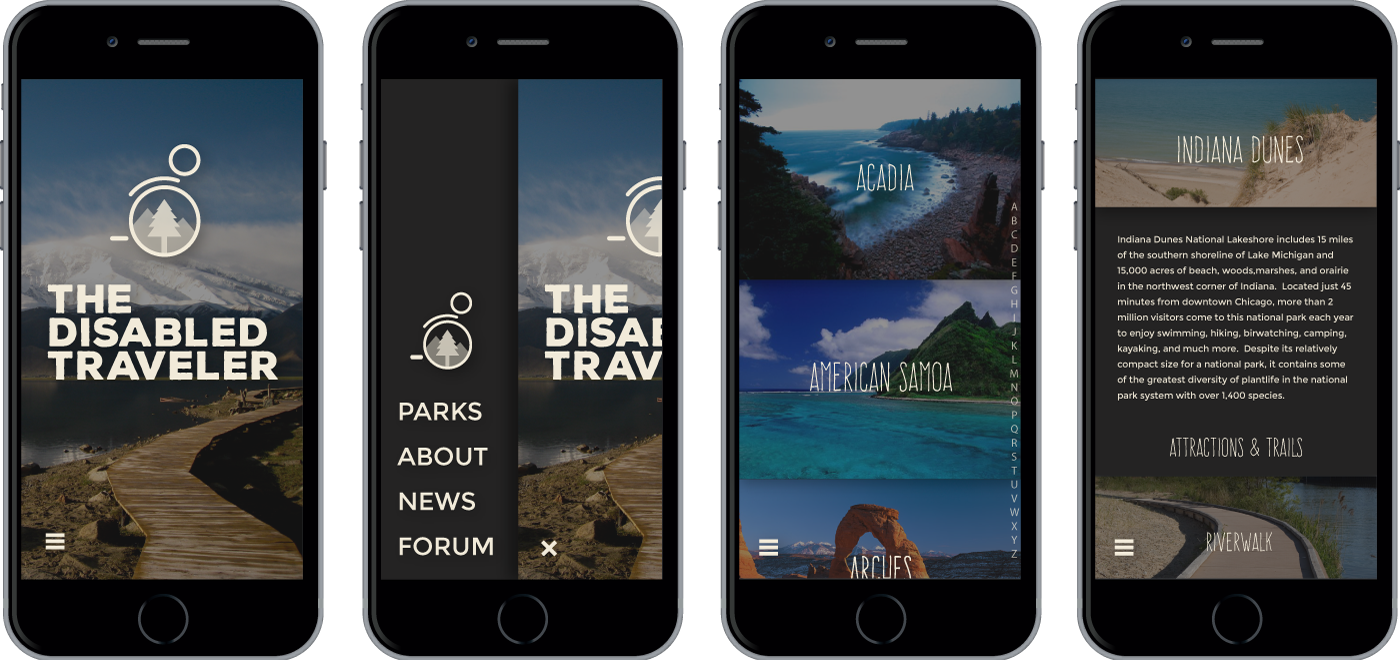 THE
DISABLED
TRAVELER
THE
DISAB
TRAV
PARKS
ABOUT
NEWS
FORUM
ACADIA
A
B
C
D
E
F
G
H
I
J
K
L
M
N
O
P
Q
R
S
T
U
V
W
X
Y
Z
AMERICAN SAMOA
ARCHES
INDIANA DUNES
Indiana Dunes National Lakeshore includes 15 miles
of the southern shoreline of Lake Michigan and
15,000 acres of beach, woods,marshes, and orairie
in the northwest corner of Indiana. Located just 45
minutes from downtown Chicago, more than 2
million visitors come to this national park each year
to enjoy swimming, hiking, birwatching, camping,
kayaking, and much more. Despite its relatively
compact size for a national park, it contains some
of the greatest diversity of plantlife in the national
park system with over 1,400 species.
ATTRACTIONS & TRAILS
RIVERWALK